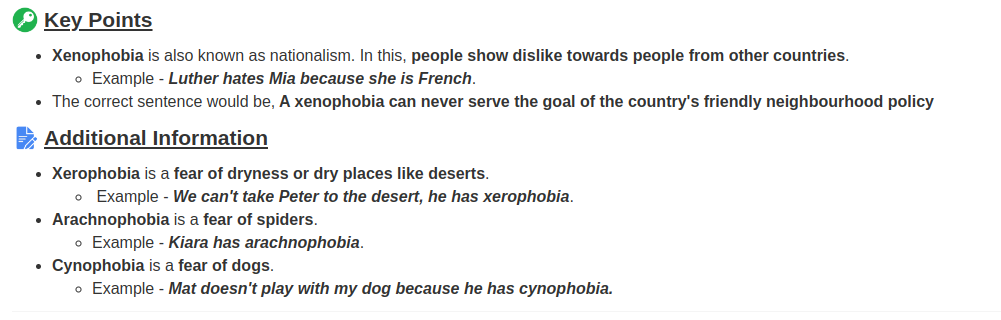 Key Points
Xenophobia is also known as nationalism. In this, people show dislike towards people from other countries.
Example - Luther hates Mia because she is French.
The correct sentence would be, A xenophobia can never serve the goal of the country's friendly neighbourhood policy
Additional Information
Xerophobia is a fear of dryness or dry places like deserts.
Example - We can't take Peter to the desert, he has xerophobia.
Arachnophobia is a fear of spiders.
Example - Kiara has arachnophobia.
Cynophobia is a fear of dogs.
Example - Mat doesn't play with my dog because he has cynophobia.